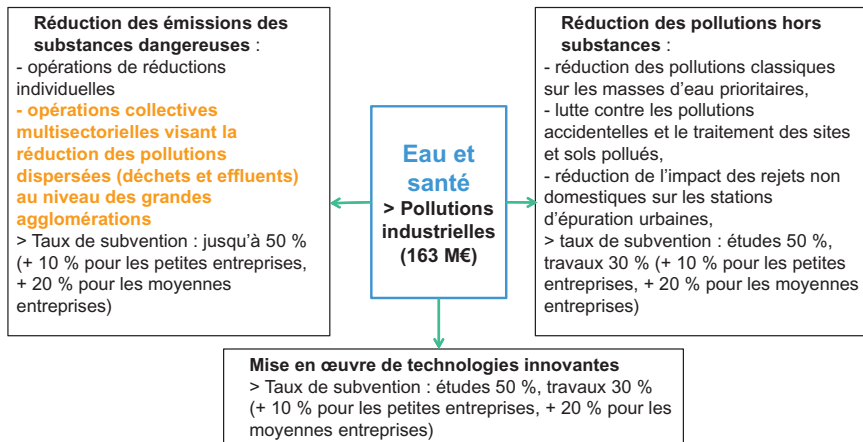 Réduction des émissions des
substances dangereuses :
- opérations de réductions
individuelles
- opérations collectives
multisectorielles visant la
réduction des pollutions
dispersées (déchets et effluents)
au niveau des grandes
agglomérations
> Taux de subvention : jusqu'à 50 %
(+ 10 % pour les petites entreprises,
+ 20 % pour les moyennes
entreprises)
Eau et
santé
> Pollutions
industrielles
(163 M€)
Réduction des pollutions hors
substances :
- réduction des pollutions classiques
sur les masses d'eau prioritaires,
- lutte contre les pollutions
accidentelles et le traitement des sites
et sols pollués,
- réduction de l'impact des rejets non
domestiques sur les stations
d'épuration urbaines,
> taux de subvention : études 50 %,
travaux 30 % (+ 10 % pour les petites
entreprises, + 20 % pour les moyennes
entreprises)
Mise en œuvre de technologies innovantes
> Taux de subvention : études 50 %, travaux 30 %
(+ 10 % pour les petites entreprises, + 20 % pour les
moyennes entreprises)